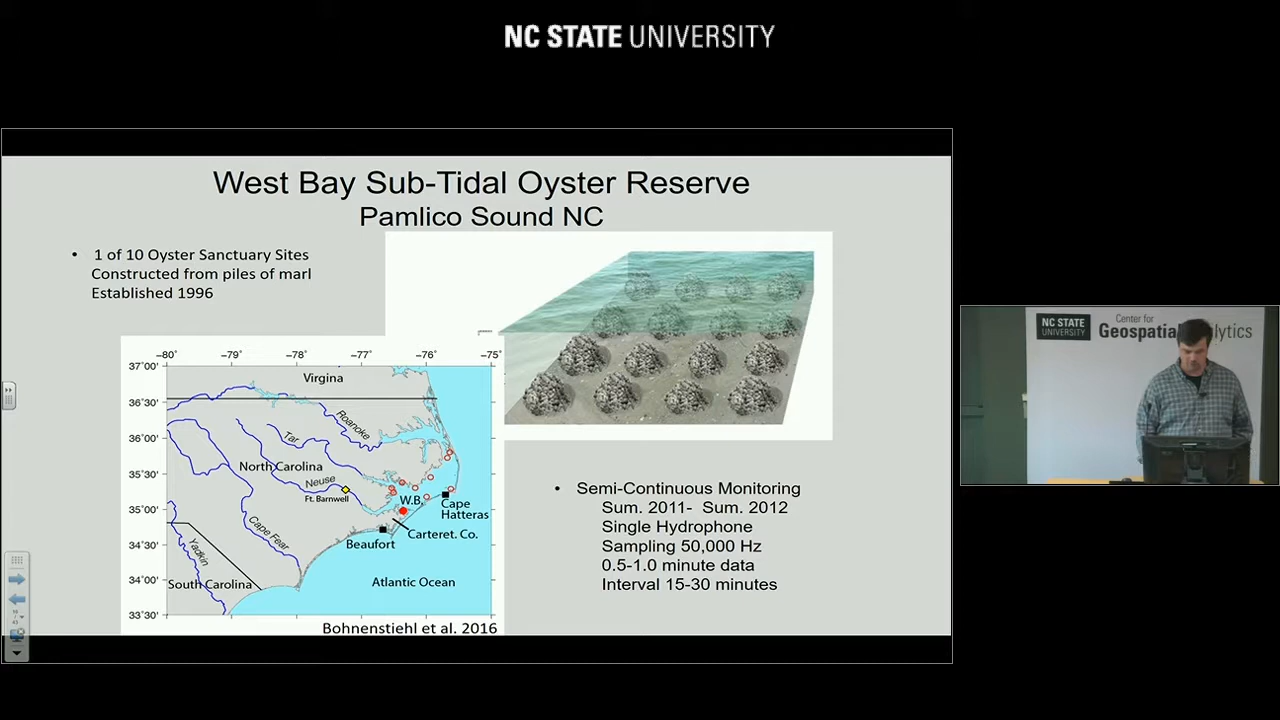 NC STATE UNIVERSITY
West Bay Sub-Tidal Oyster Reserve
Pamlico Sound NC
• 1 of 10 Oyster Sanctuary Sites
Constructed from piles of marl
Established 1996
−80° −79° −78° −77° −76° −75°
37°00'
36°30'
36°00'
35°30'
35°00'
34°30'
34°00'
33°30'
Virginia
Roanoke
Tar
North Carolina
Neuse
Ft. Barnwell
W.B.
Cape
Hatteras
Cape Fear
Carteret. Co.
Beaufort
Yadkin
South Carolina
Atlantic Ocean
Bohnenstiehl et al. 2016
• Semi-Continuous Monitoring
Sum. 2011- Sum. 2012
Single Hydrophone
Sampling 50,000 Hz
0.5-1.0 minute data
Interval 15-30 minutes
NC STATE
UNIVERSITY
Center for
Geospatial